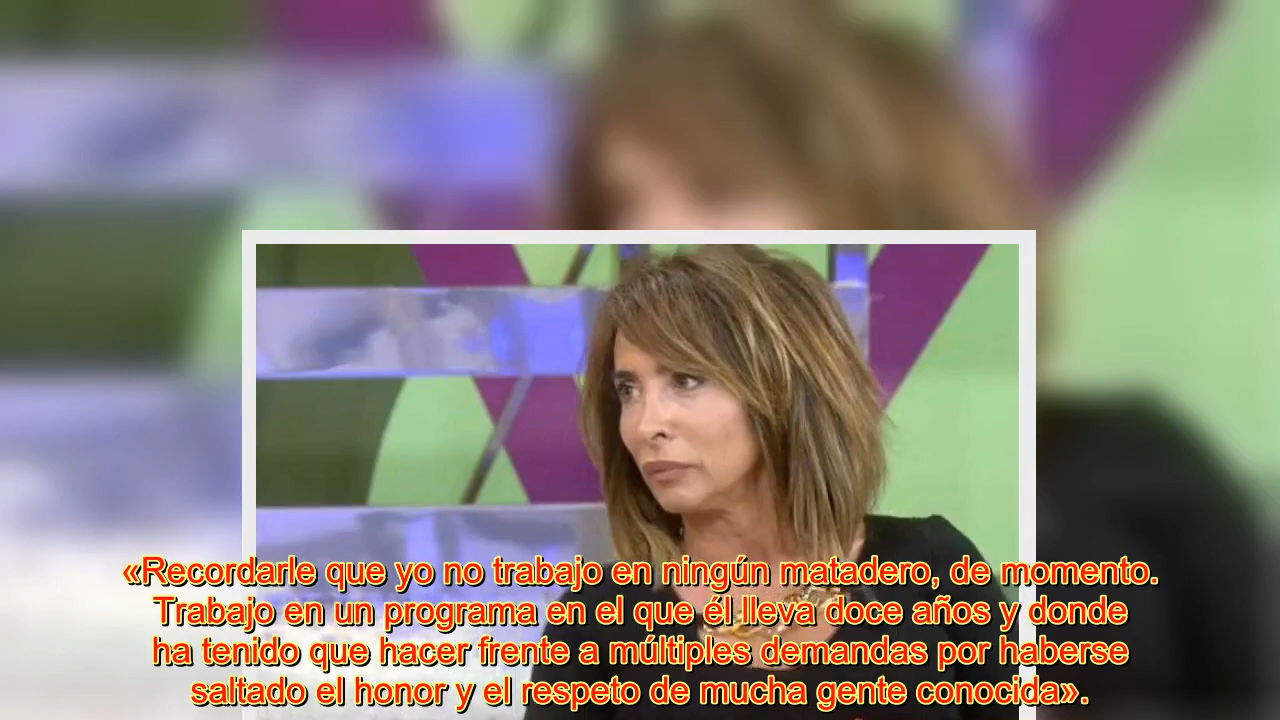 «Recordarle que yo no trabajo en ningún matadero, de momento.
Trabajo en un programa en el que él lleva doce años y donde
ha tenido que hacer frente a múltiples demandas por haberse
saltado el honor y el respeto de mucha gente conocida».